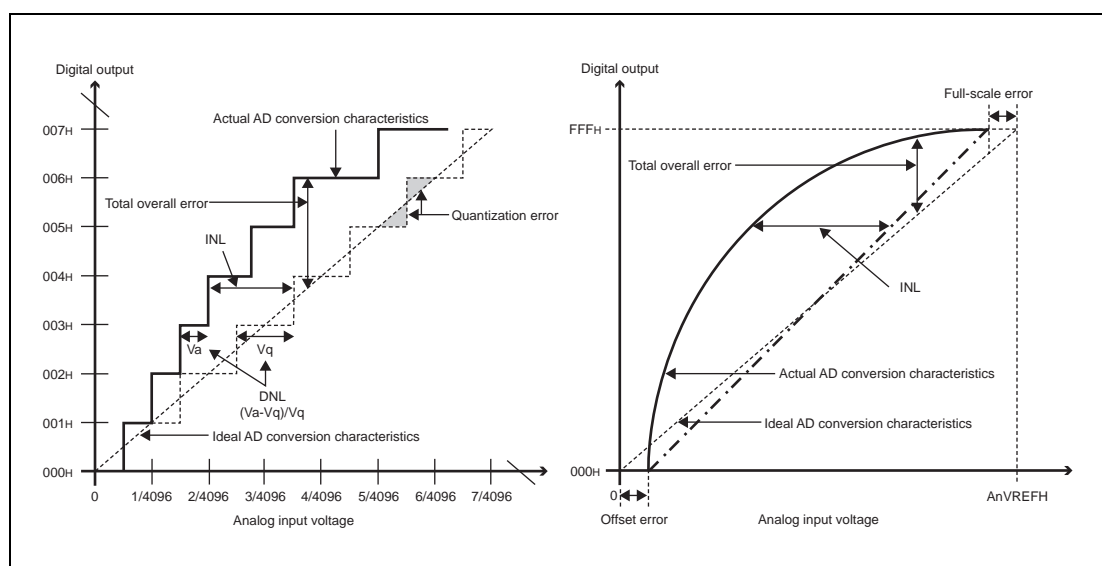 Digital output
007H
006H
005H
004H
003H
002H
001H
000H
Actual AD conversion characteristics
Total overall error
Quantization error
INL
Va
Vq
DNL
(Va-Vq)/Vq
Ideal AD conversion characteristics
0
1/4096
2/4096
3/4096
4/4096
5/4096
6/4096
7/4096
Analog input voltage
Digital output
Full-scale error
FFFH
Total overall error
INL
Actual AD conversion characteristics
Ideal AD conversion characteristics
000H
0
AnVREFH
Offset error
Analog input voltage